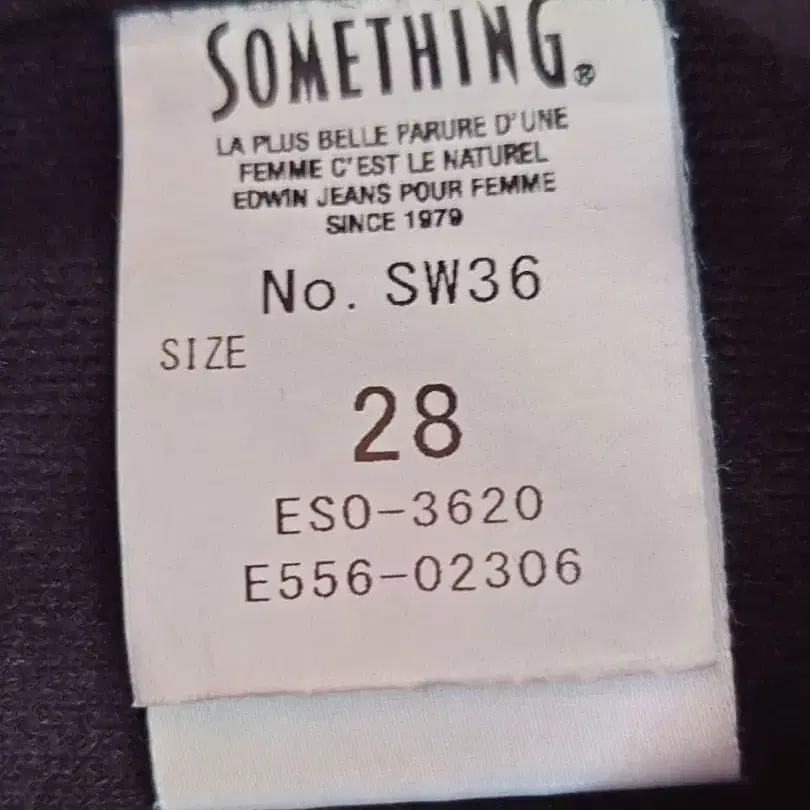 SOMETHING®
LA PLUS BELLE PARURE D'UNE
FEMME C'EST LE NATUREL
EDWIN JEANS POUR FEMME
SINCE 1979
No. SW36
SIZE
28
ESO-3620
E556-02306